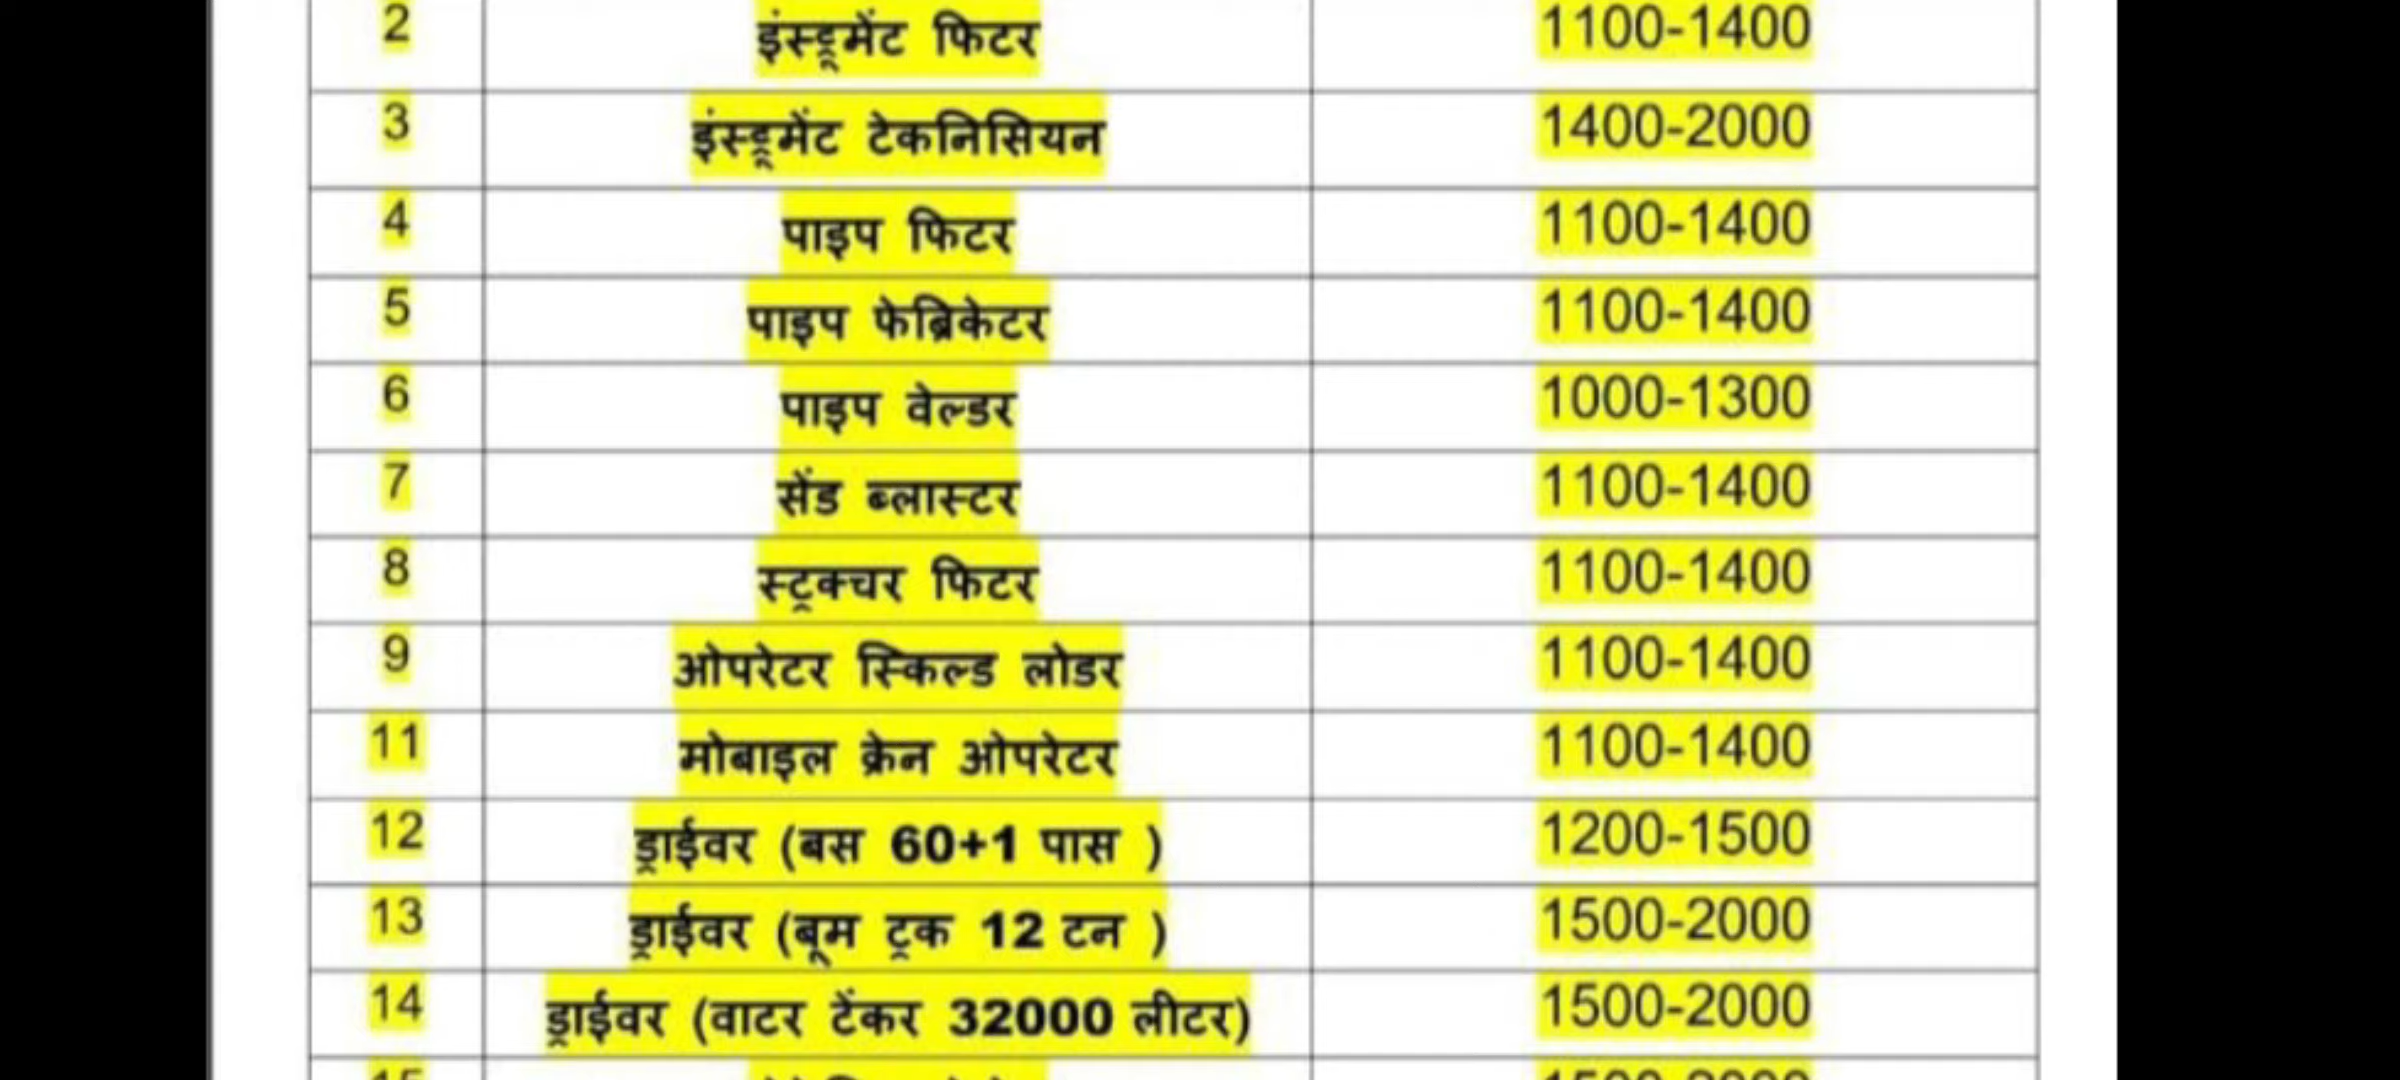 2 इंस्ड्रूमेंट फिटर 1100-1400
3 इंस्ड्रूमेंट टेकनिसियन 1400-2000
4 पाइप फिटर 1100-1400
5 पाइप फेब्रिकेटर 1100-1400
6 पाइप वेल्डर 1000-1300
7 सेंड ब्लास्टर 1100-1400
8 स्ट्रक्चर फिटर 1100-1400
9 ओपरेटर स्किल्ड लोडर 1100-1400
11 मोबाइल क्रेन ओपरेटर 1100-1400
12 ड्राईवर (बस 60+1 पास ) 1200-1500
13 ड्राईवर (बूम ट्रक 12 टन ) 1500-2000
14 ड्राईवर (वाटर टेंकर 32000 लीटर) 1500-2000